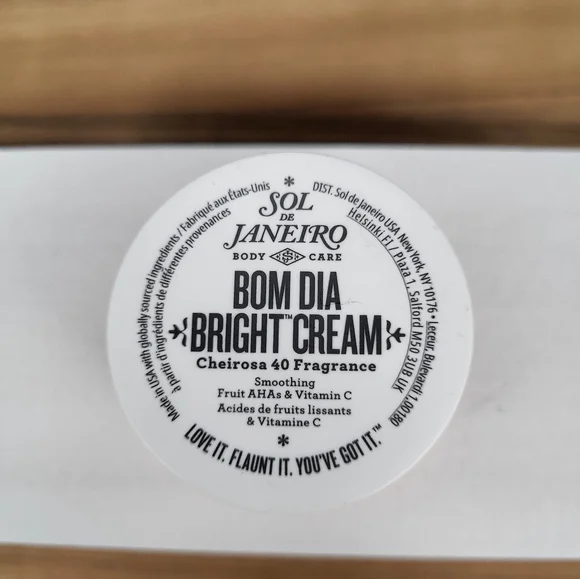 SOL
DE
JANEIRO
BODY CARE
BOM DIA
BRIGHT™ CREAM
Cheirosa 40 Fragrance
Smoothing
Fruit AHAs & Vitamin C
Acides de fruits lissants
& Vitamine C
LOVE IT. FLAUNT IT. YOU'VE GOT IT.™
Made in USA with globally sourced ingredients / Fabriqué aux États-Unis
à partir d'ingrédients de différentes provenances
DIST. Sol de Janeiro USA New York, NY 10176 • Leceur, Bulevardi 1, 00180
Helsinki FI / Plaza 1, Salford M50 3UB UK